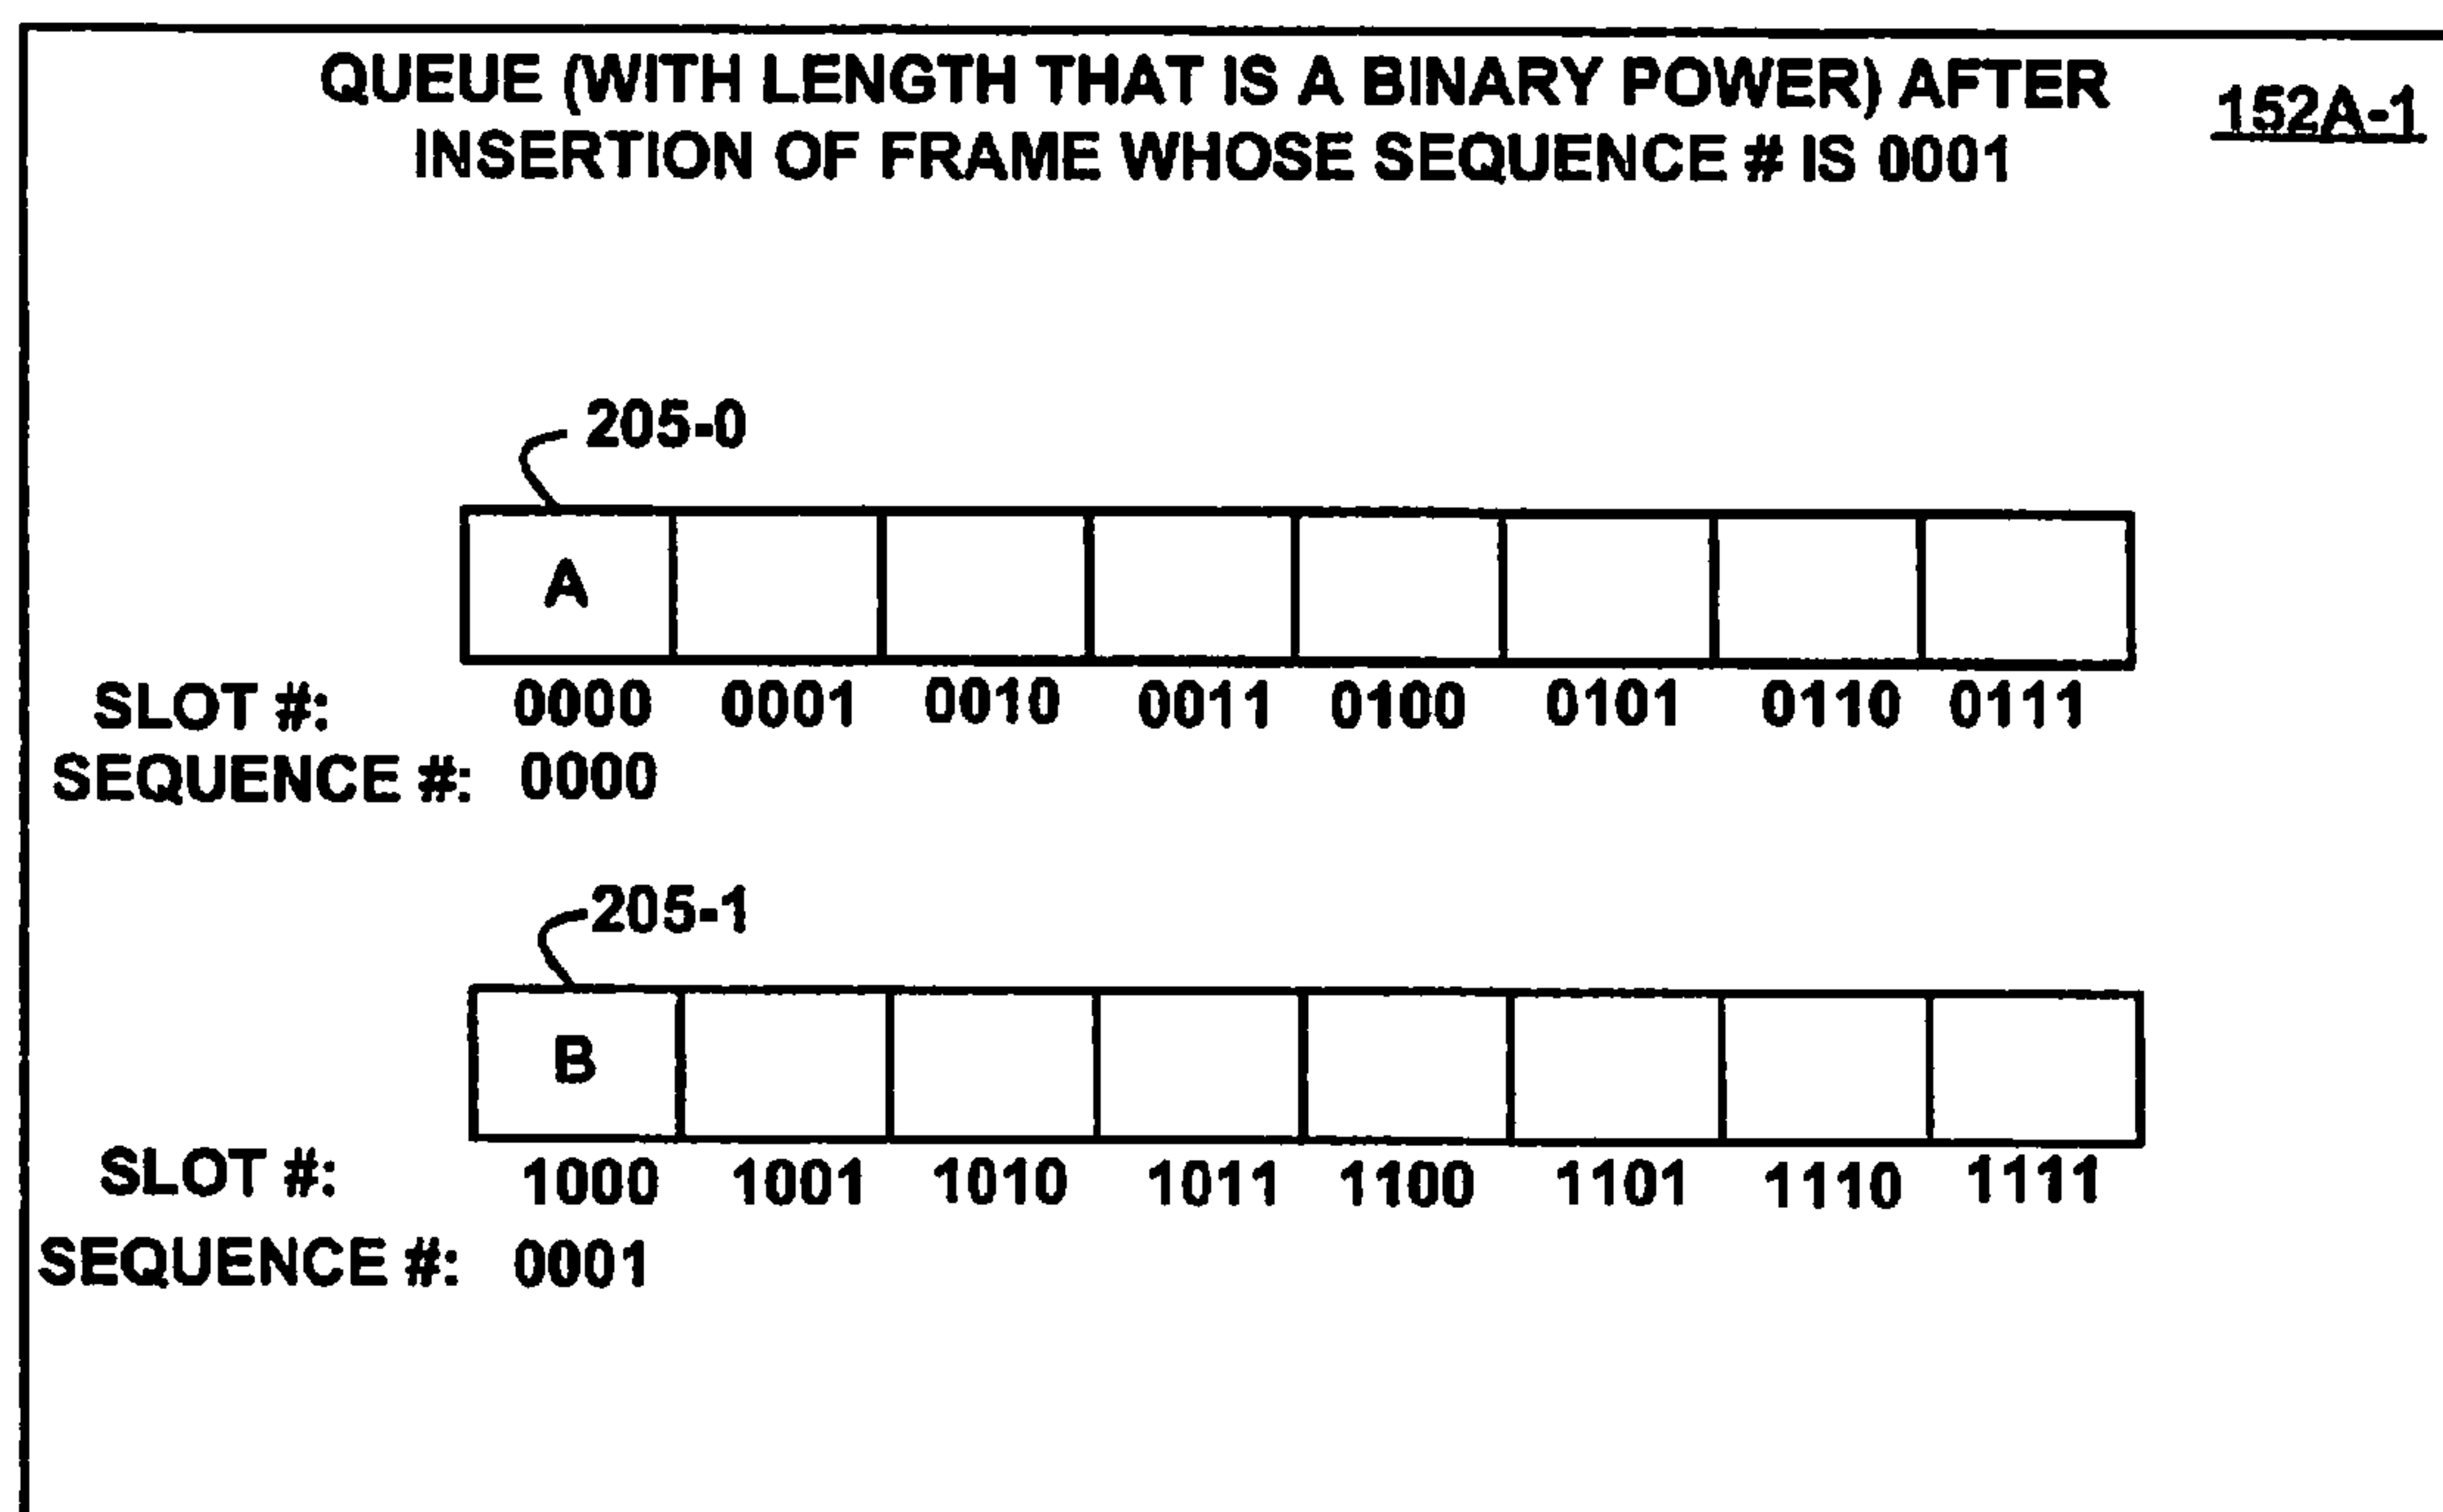 QUEUE (WITH LENGTH THAT IS A BINARY POWER) AFTER
INSERTION OF FRAME WHOSE SEQUENCE # IS 0001
152A-1
205-0
A
SLOT #: 0000 0001 0010 0011 0100 0101 0110 0111
SEQUENCE #: 0000
205-1
B
SLOT #: 1000 1001 1010 1011 1100 1101 1110 1111
SEQUENCE #: 0001